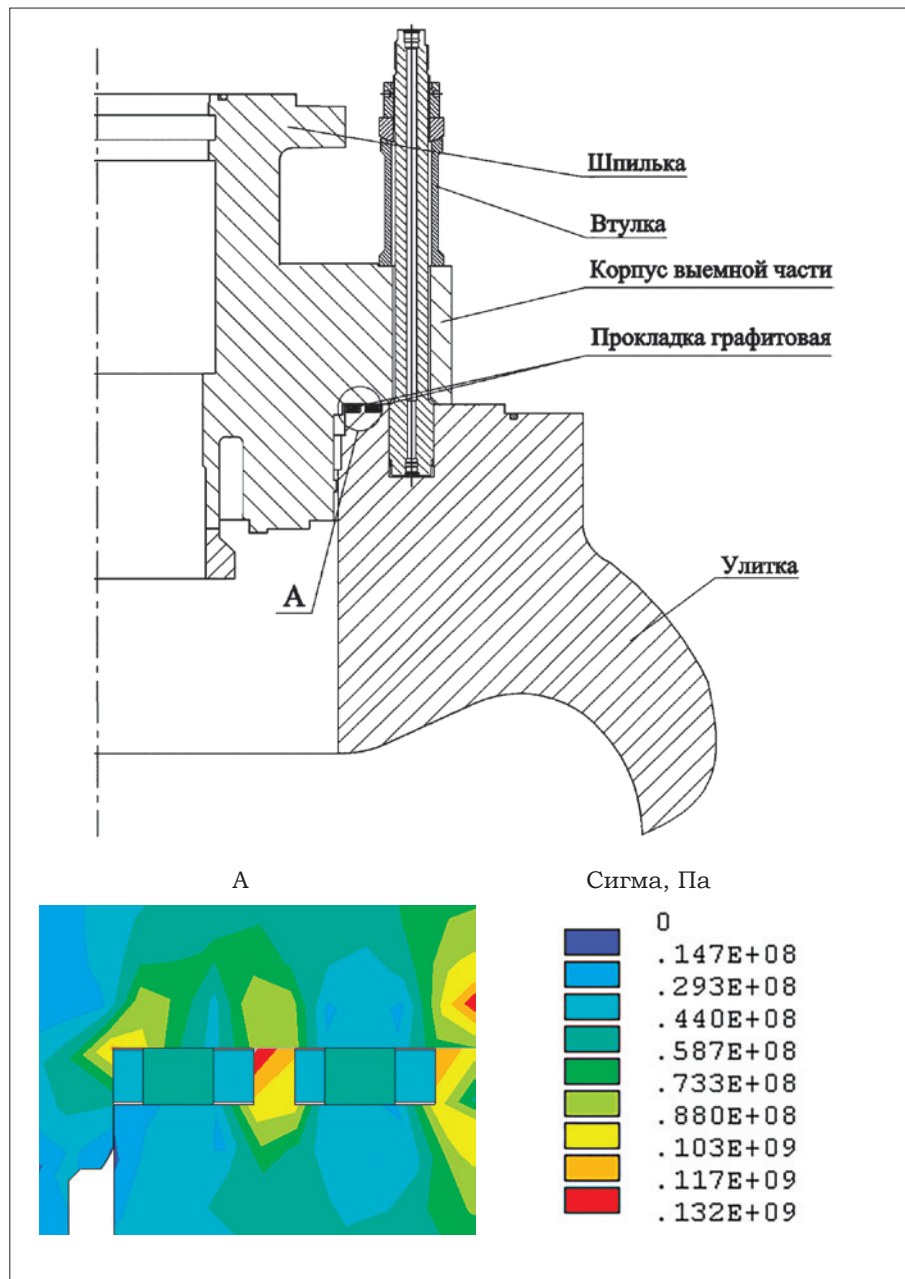 Шпилька
Втулка
Корпус выемной части
Прокладка графитовая
А
Улитка
А
Сигма, Па
0
.147E+08
.293E+08
.440E+08
.587E+08
.733E+08
.880E+08
.103E+09
.117E+09
.132E+09